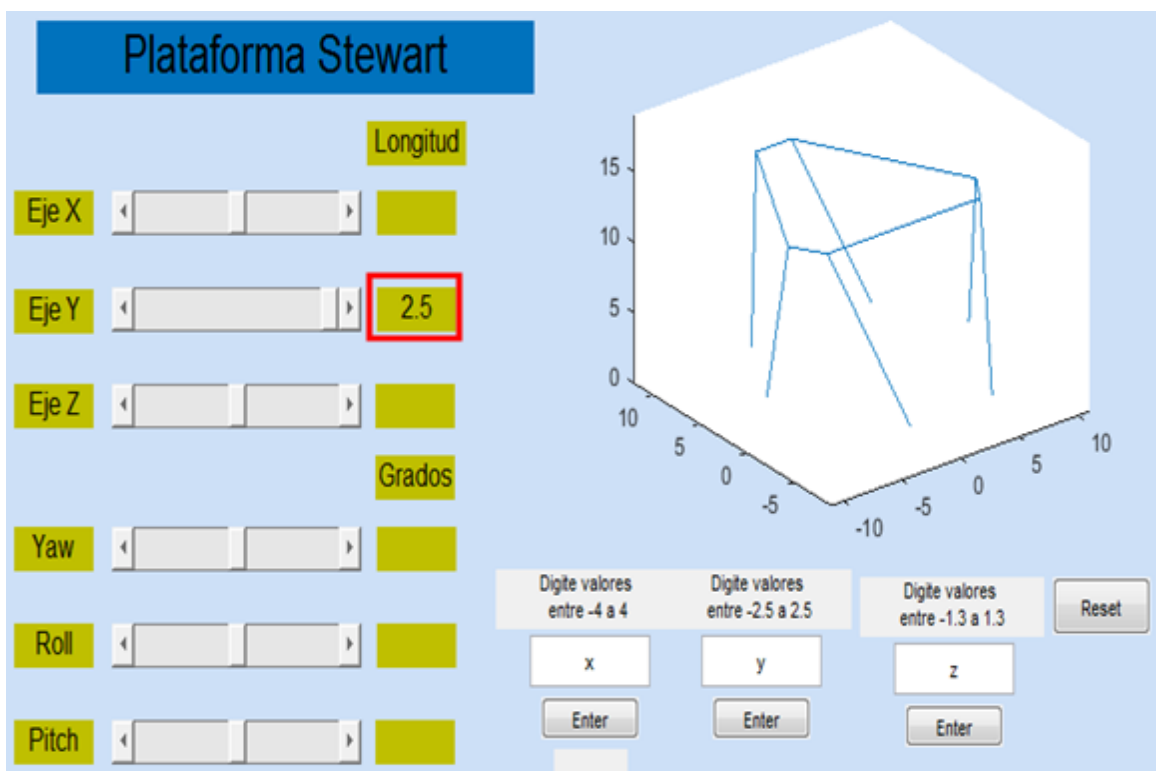 Plataforma Stewart
Longitud
Eje X
Eje Y
2.5
Eje Z
Grados
Yaw
Roll
Pitch
15
10
5
0
10
5
0
-5
-10
-5
0
5
10
Digite valores
entre -4 a 4
x
Enter
Digite valores
entre -2.5 a 2.5
y
Enter
Digite valores
entre -1.3 a 1.3
z
Enter
Reset